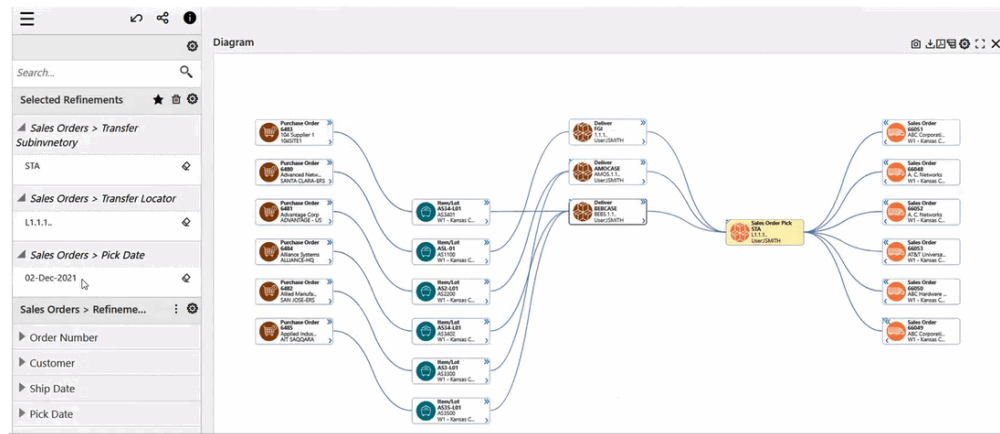 Diagram
Search...
Selected Refinements
Sales Orders > Transfer
Subinvnetory
STA
Sales Orders > Transfer Locator
L1.1.1..
Sales Orders > Pick Date
02-Dec-2021
Sales Orders > Refineme...
Order Number
Customer
Ship Date
Pick Date
Purchase Order
6483
104 Supplier 1
104SITE1
Purchase Order
6480
Advanced Netw...
SANTA CLARA-ERS
Purchase Order
6481
Advantage Corp
ADVANTAGE - US
Purchase Order
6484
Alliance Systems
ALLIANCE-HQ
Purchase Order
6482
Allied Manufa...
SAN JOSE-ERS
Purchase Order
6485
Applied Indus...
AIT SAQQARA
Item/Lot
AS34-L01
AS3401
W1 - Kansas C...
Item/Lot
ASL-01
AS1100
W1 - Kansas C...
Item/Lot
AS2-L01
AS2200
W1 - Kansas C...
Item/Lot
AS34-L01
AS3402
W1 - Kansas C...
Item/Lot
AS3-L01
AS3300
W1 - Kansas C...
Item/Lot
AS35-L01
AS3500
W1 - Kansas C...
Deliver
FGI
1.1.1..
User:JSMITH
Deliver
AMOCASE
AMOS.1.1..
User:JSMITH
Deliver
BEBCASE
BEBS.1.1..
User:JSMITH
Sales Order Pick
STA
L1.1.1..
User:JSMITH
Sales Order
66051
ABC Corporati...
W1 - Kansas C...
Sales Order
66048
A. C. Networks
W1 - Kansas C...
Sales Order
66052
A. C. Networks
W1 - Kansas C...
Sales Order
66053
AT&T Universa...
W1 - Kansas C...
Sales Order
66050
ABC Hardware ...
W1 - Kansas C...
Sales Order
66049
ABC Corporati...
W1 - Kansas C...